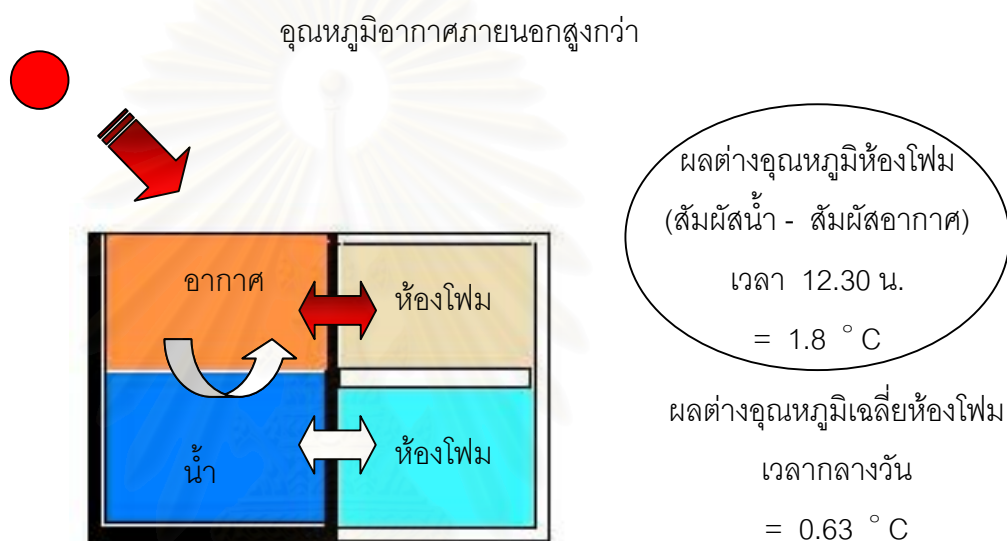 อุณหภูมิอากาศภายนอกสูงกว่า
ผลต่างอุณหภูมิห้องโฟม
(สัมผัสน้ำ - สัมผัสอากาศ)
เวลา 12.30 น.
= 1.8 °C
อากาศ
ห้องโฟม
น้ำ
ห้องโฟม
ผลต่างอุณหภูมิเฉลี่ยห้องโฟม
เวลากลางวัน
= 0.63 °C